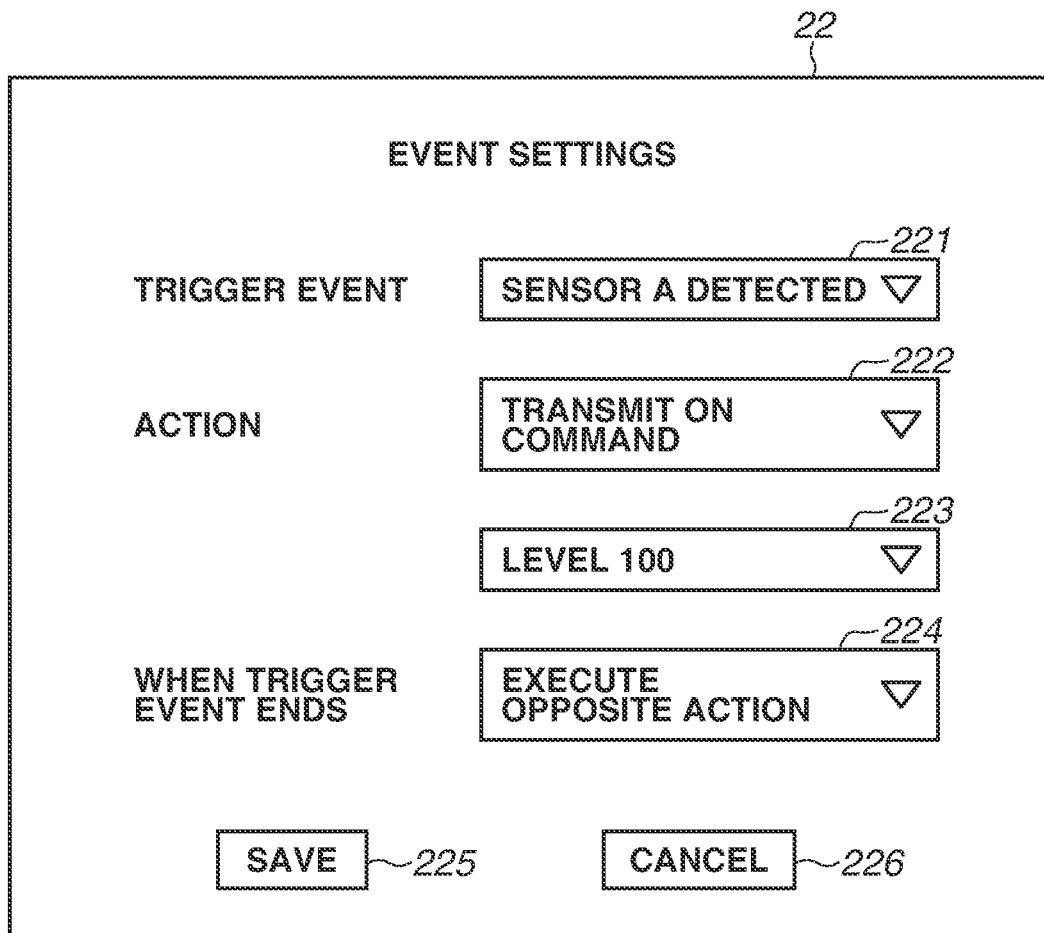 22
EVENT SETTINGS
221
TRIGGER EVENT SENSOR A DETECTED
222
ACTION TRANSMIT ON
COMMAND
223
LEVEL 100
224
WHEN TRIGGER EXECUTE
EVENT ENDS OPPOSITE ACTION
SAVE 225 CANCEL 226